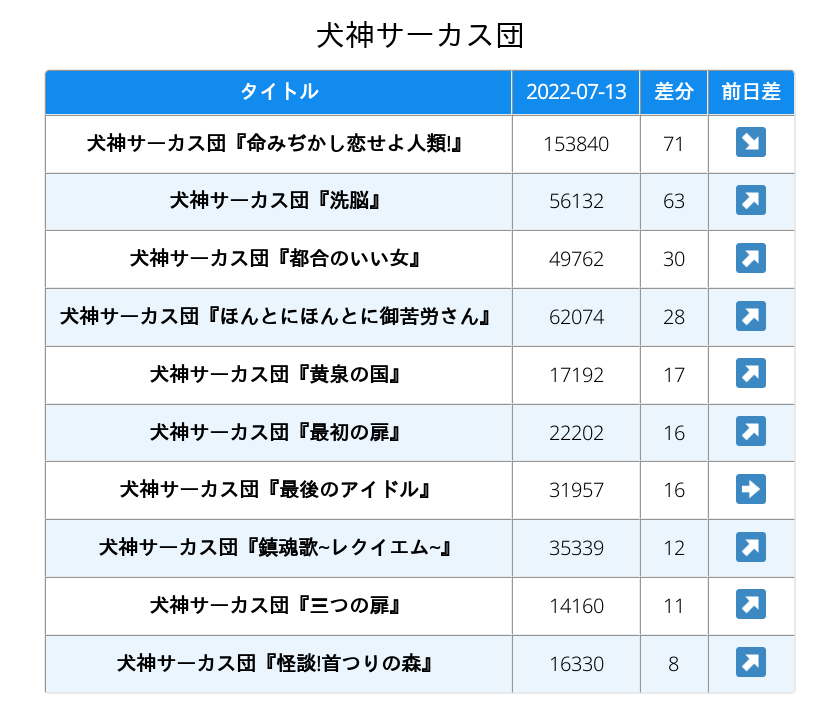 犬神サーカス団
タイトル 2022-07-13 差分 前日差
犬神サーカス団『命みぢかし恋せよ人類!』 153840 71 ↘
犬神サーカス団『洗脳』 56132 63 ↗
犬神サーカス団『都合のいい女』 49762 30 ↗
犬神サーカス団『ほんとにほんとに御苦労さん』 62074 28 ↗
犬神サーカス団『黄泉の国』 17192 17 ↗
犬神サーカス団『最初の扉』 22202 16 ↗
犬神サーカス団『最後のアイドル』 31957 16 ➡
犬神サーカス団『鎮魂歌~レクイエム~』 35339 12 ↗
犬神サーカス団『三つの扉』 14160 11 ↗
犬神サーカス団『怪談!首つりの森』 16330 8 ↗